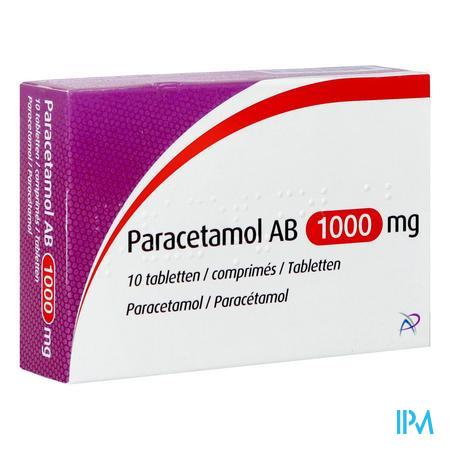 Paracetamol AB 1000 mg
10 tabletten / comprimés / Tabletten
Paracetamol / Paracétamol
Paracetamol AB 1000 mg
10 tabletten / comprimés / Tabletten
Paracetamol / Paracétamol
IPM